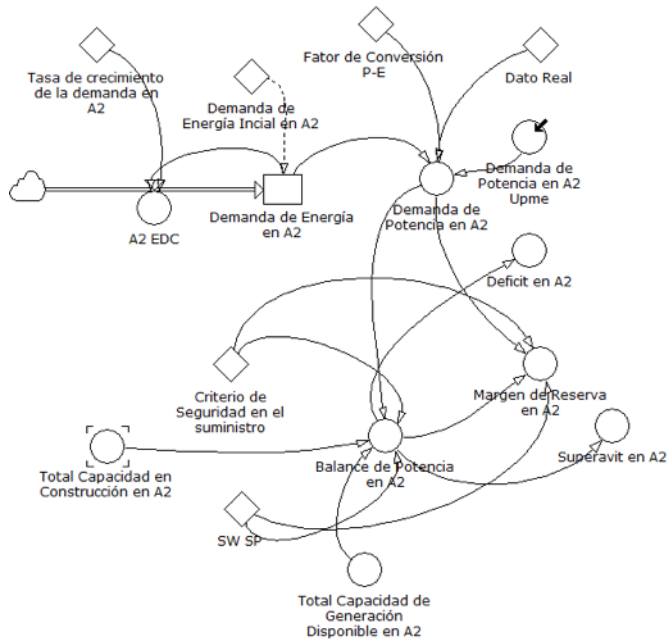 Fator de Conversión
P-E
Dato Real
Tasa de crecimiento
de la demanda en
A2
Demanda de
Energía Incial en A2
Demanda de
Potencia en A2
Upme
A2 EDC
Demanda de Energía
en A2
Demanda de
Potencia en A2
Deficit en A2
Criterio de
Seguridad en el
suministro
Margen de Reserva
en A2
Total Capacidad en
Construcción en A2
Balance de Potencia
en A2
Superavit en A2
SW SP
Total Capacidad de
Generación
Disponible en A2